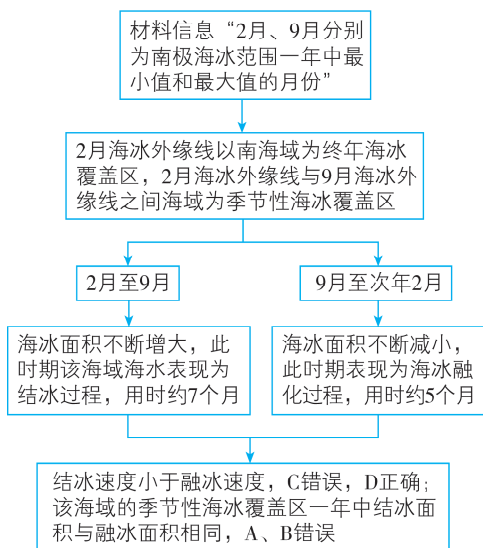 材料信息“2月、9月分别
为南极海冰范围一年中最
小值和最大值的月份”
2月海冰外缘线以南海域为终年海冰
覆盖区，2月海冰外缘线与9月海冰外
缘线之间海域为季节性海冰覆盖区
2月至9月
9月至次年2月
海冰面积不断增大，此
时期该海域海水表现为
结冰过程，用时约7个月
海冰面积不断减小，
此时期表现为海冰融
化过程，用时约5个月
结冰速度小于融冰速度，C错误，D正确；
该海域的季节性海冰覆盖区一年中结冰面
积与融冰面积相同，A、B错误